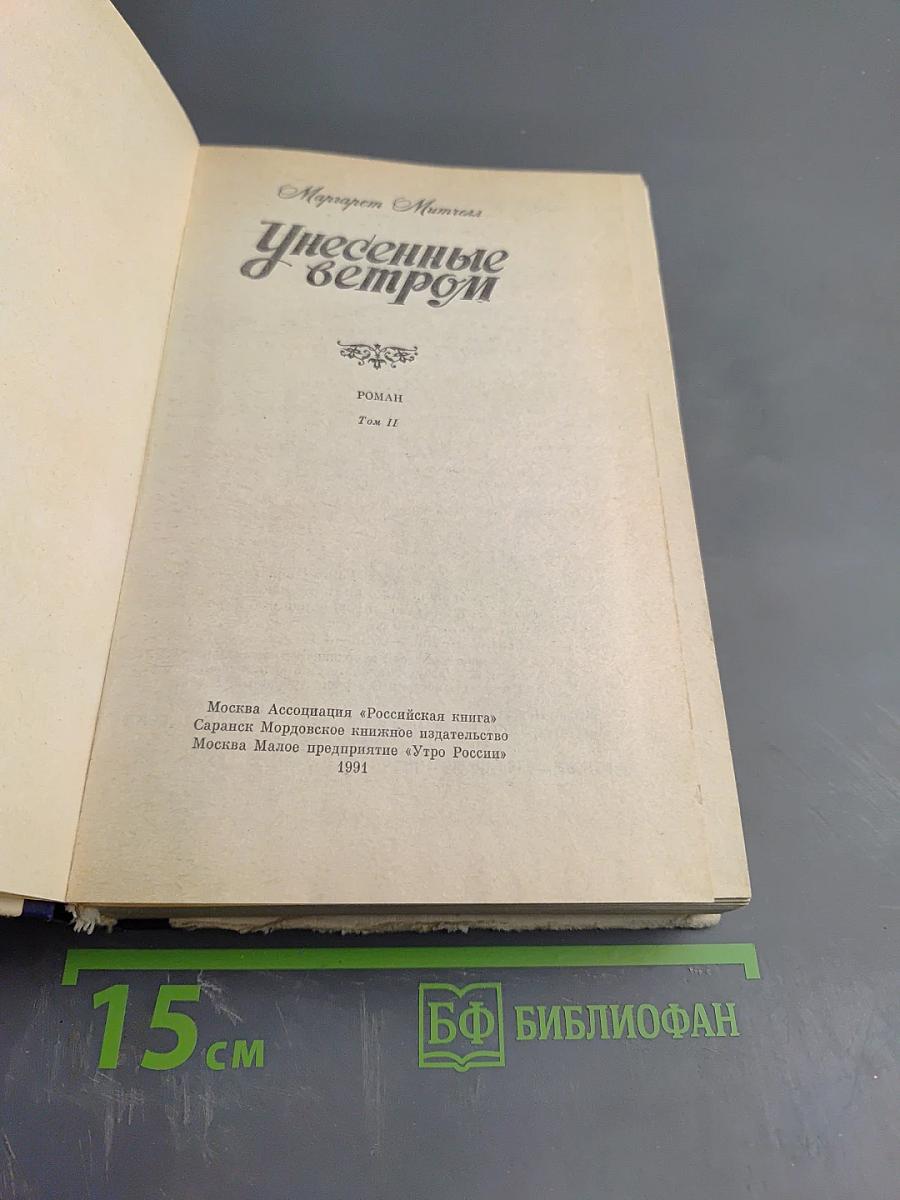 Маргарет Митчелл
Унесенные
ветром
РОМАН
Том II
Москва Ассоциация «Российская книга»
Саранск Мордовское книжное издательство
Москва Малое предприятие «Утро России»
1991
15 см
БФ БИБЛИОФАН